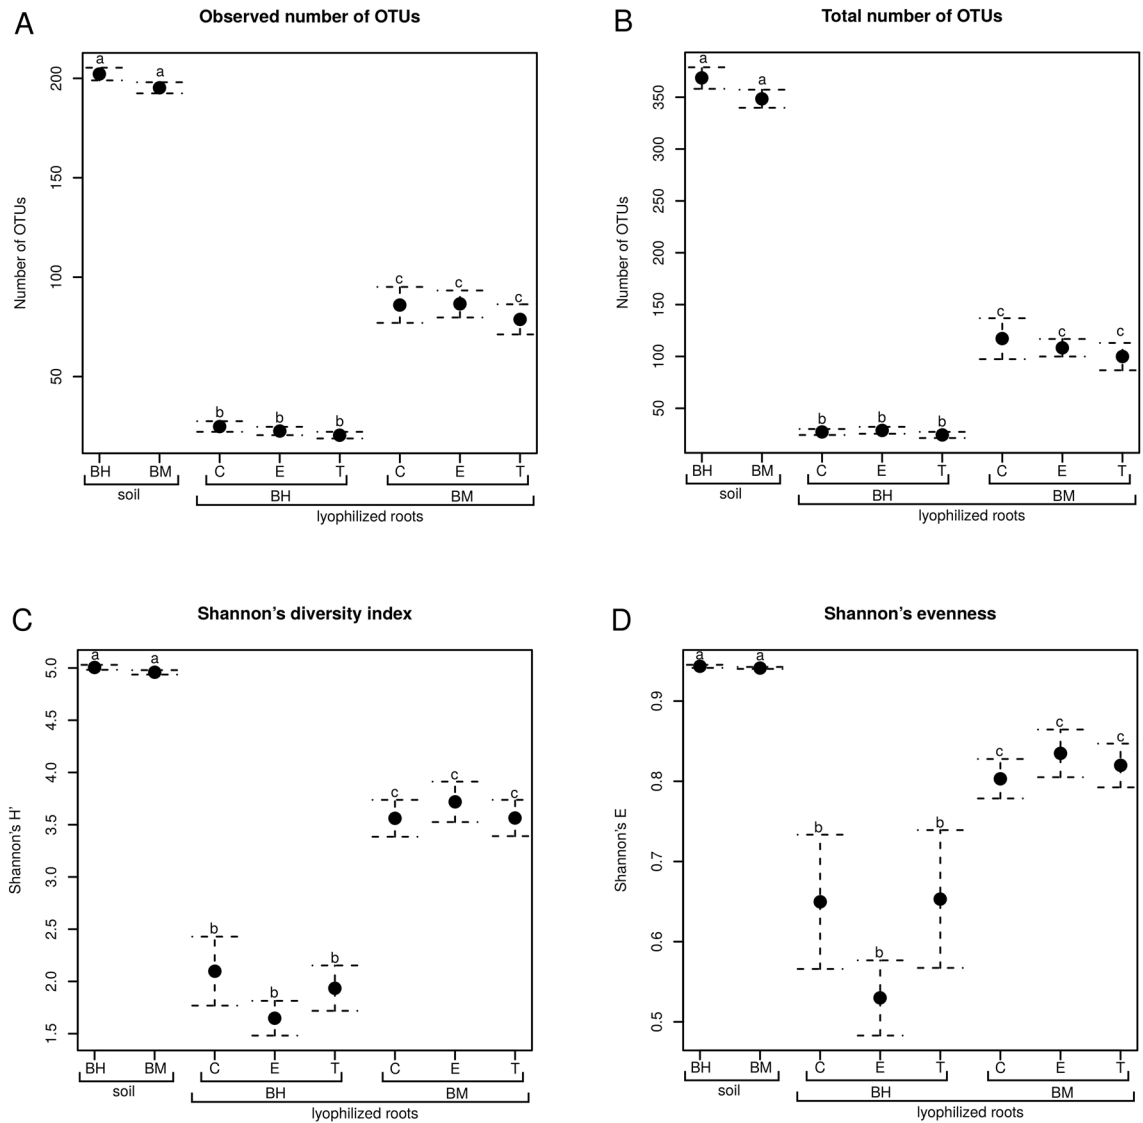 A
Observed number of OTUs
Number of OTUs
200
150
100
50
a
a
b
b
b
c
c
c
BH BM C E T C E T
soil BH BM
lyophilized roots
B
Total number of OTUs
Number of OTUs
350
300
250
200
150
100
50
a
a
b
b
b
c
c
c
BH BM C E T C E T
soil BH BM
lyophilized roots
C
Shannon's diversity index
Shannon's H'
5.0
4.5
4.0
3.5
3.0
2.5
2.0
1.5
a
a
b
b
b
c
c
c
BH BM C E T C E T
soil BH BM
lyophilized roots
D
Shannon's evenness
Shannon's E
0.9
0.8
0.7
0.6
0.5
a
a
b
b
b
c
c
c
BH BM C E T C E T
soil BH BM
lyophilized roots